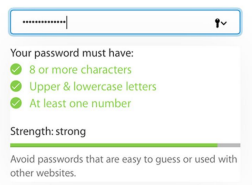 ••••••••••••••
Your password must have:
8 or more characters
Upper & lowercase letters
At least one number
Strength: strong
Avoid passwords that are easy to guess or used with
other websites.